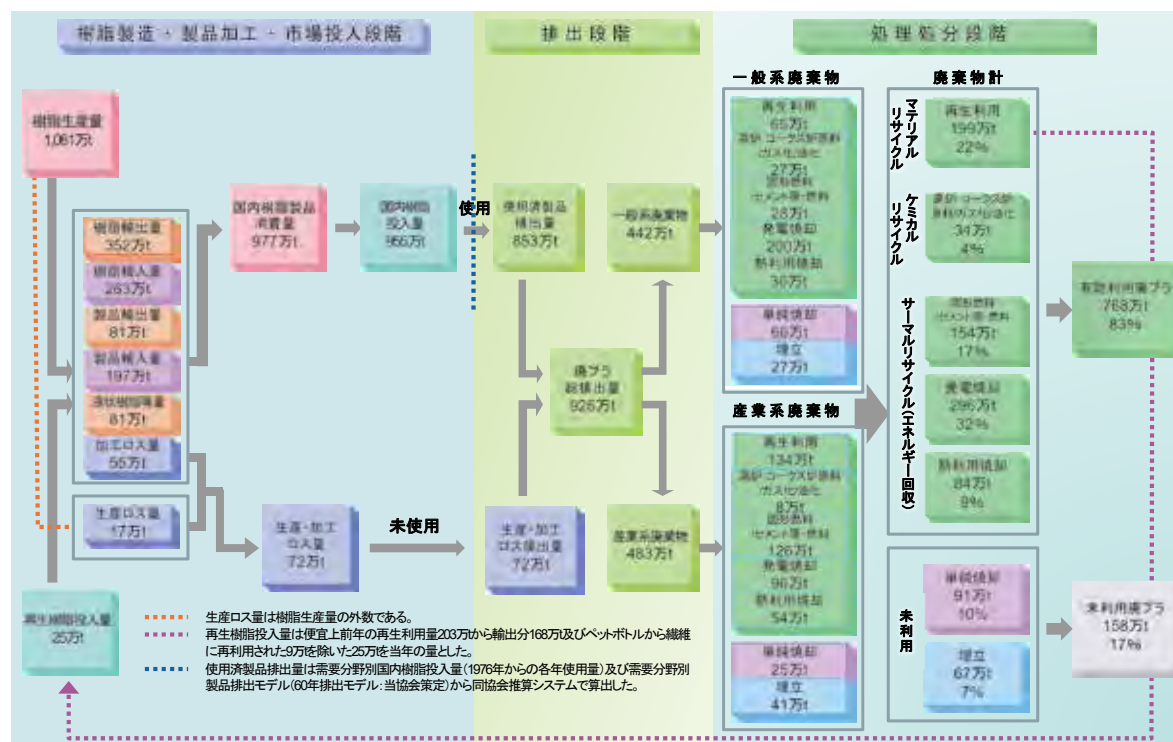 樹脂製造・製品加工・市場投入段階
排出段階
処理処分段階
樹脂生産量
1,061万t
樹脂輸出量
352万t
樹脂輸入量
263万t
製品輸出量
81万t
製品輸入量
197万t
液状樹脂等量
81万t
加工ロス量
55万t
生産ロス量
17万t
再生樹脂投入量
25万t
国内樹脂製品
消費量
977万t
国内樹脂
投入量
966万t
生産・加工
ロス量
72万t
使用
未使用
使用済製品
排出量
853万t
一般系廃棄物
442万t
廃プラ
総排出量
925万t
生産・加工
ロス排出量
72万t
産業系廃棄物
483万t
一般系廃棄物
再生利用
65万t
高炉・コークス炉原料
/ガス化/油化
27万t
固形燃料
/セメント原・燃料
28万t
発電焼却
200万t
熱利用焼却
30万t
単純焼却
66万t
埋立
27万t
産業系廃棄物
再生利用
134万t
高炉・コークス炉原料
/ガス化/油化
8万t
固形燃料
/セメント原・燃料
126万t
発電焼却
96万t
熱利用焼却
54万t
単純焼却
25万t
埋立
41万t
廃棄物計
マテリアル
リサイクル
再生利用
199万t
22%
ケミカル
リサイクル
高炉・コークス炉
原料/ガス化/油化
34万t
4%
サーマルリサイクル(エネルギー回収)
固形燃料
/セメント原・燃料
154万t
17%
発電焼却
296万t
32%
熱利用焼却
84万t
9%
未利用
単純焼却
91万t
10%
埋立
67万t
7%
有効利用廃プラ
768万t
83%
未利用廃プラ
158万t
17%
生産ロス量は樹脂生産量の外数である。
再生樹脂投入量は便宜上前年の再生利用量203万tから輸出分168万t及びペットボトルから繊維
に再利用された9万tを除いた25万tを当年の量とした。
使用済製品排出量は需要分野別国内樹脂投入量(1976年からの各年使用量)及び需要分野別
製品排出モデル(60年排出モデル:当協会策定)から同協会推算システムで算出した。